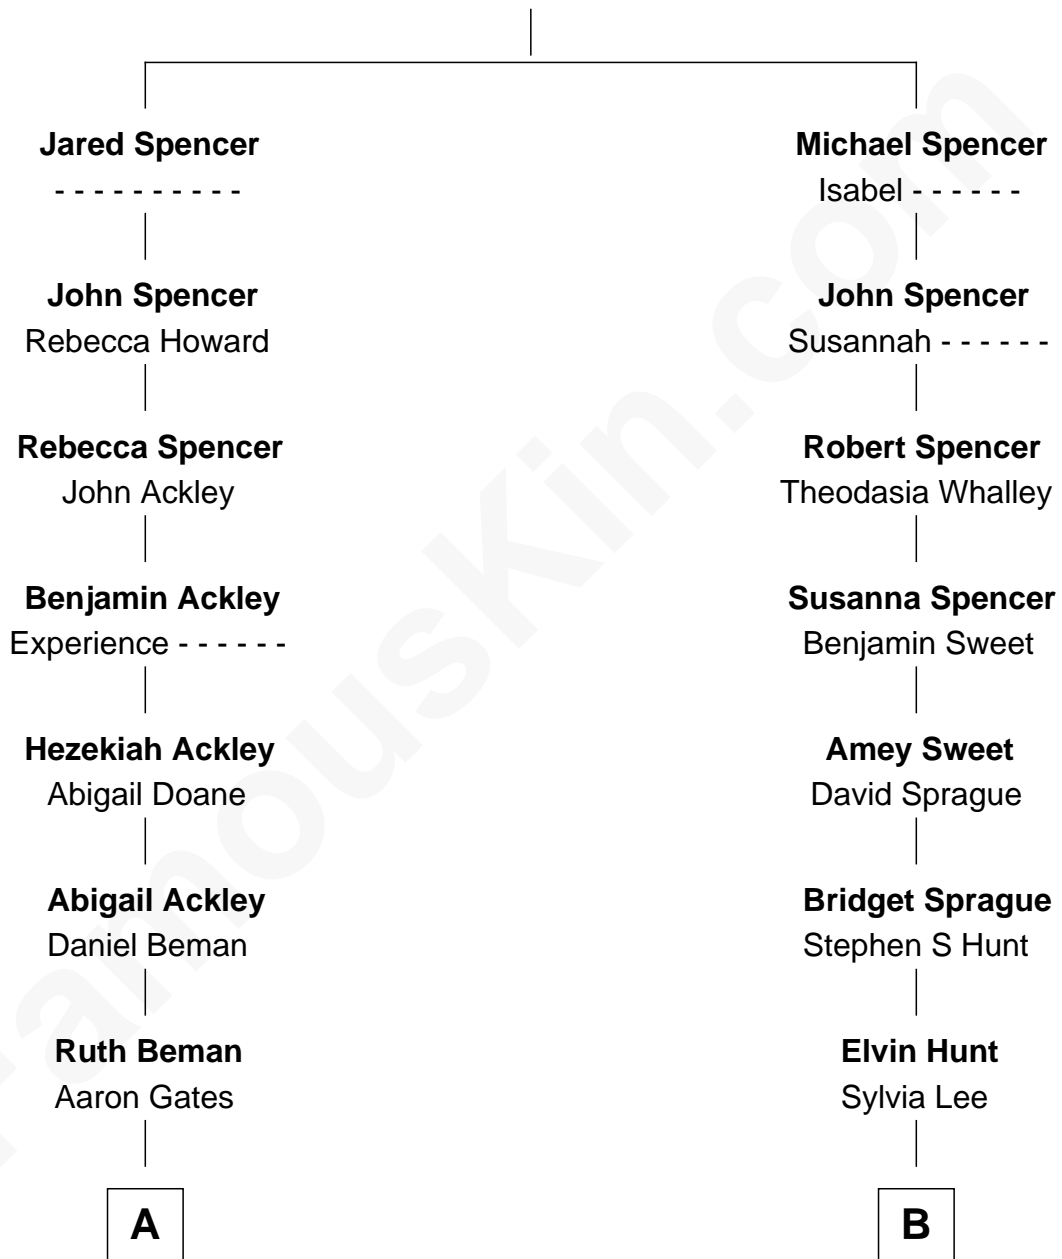 Jared Spencer
- - - - - - - - - -
John Spencer
Rebecca Howard
Rebecca Spencer
John Ackley
Benjamin Ackley
Experience - - - - - -
Hezekiah Ackley
Abigail Doane
Abigail Ackley
Daniel Beman
Ruth Beman
Aaron Gates
A
Michael Spencer
Isabel - - - - - -
John Spencer
Susannah - - - - - -
Robert Spencer
Theodasia Whalley
Susanna Spencer
Benjamin Sweet
Amey Sweet
David Sprague
Bridget Sprague
Stephen S Hunt
Elvin Hunt
Sylvia Lee
B
FamousKin.com